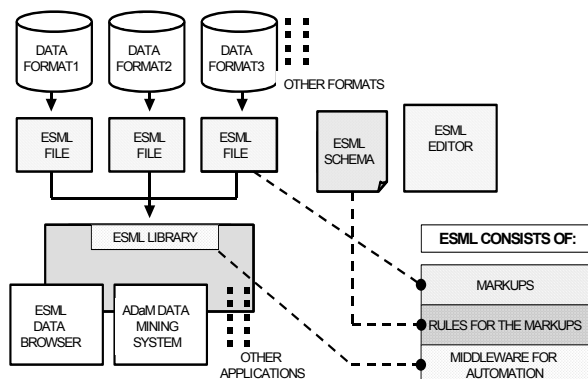 DATA
FORMAT1
DATA
FORMAT2
DATA
FORMAT3
OTHER FORMATS
ESML
FILE
ESML
FILE
ESML
FILE
ESML
SCHEMA
ESML
EDITOR
ESML LIBRARY
ESML
DATA
BROWSER
ADaM DATA
MINING
SYSTEM
OTHER
APPLICATIONS
ESML CONSISTS OF:
MARKUPS
RULES FOR THE MARKUPS
MIDDLEWARE FOR
AUTOMATION